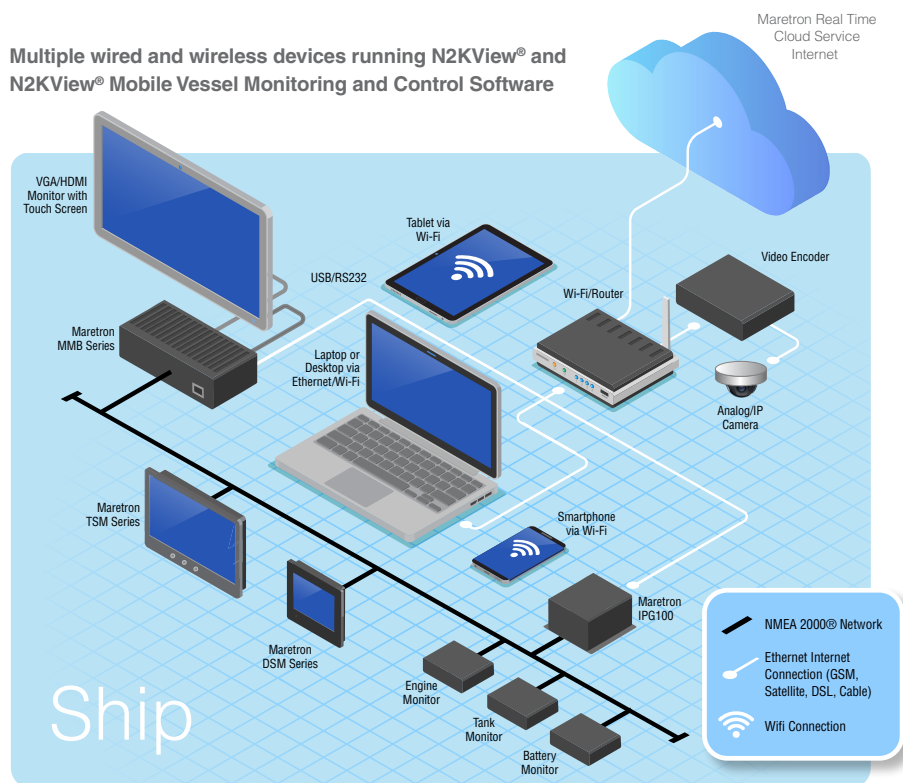 Maretron Real Time
Cloud Service
Internet
Multiple wired and wireless devices running N2KView® and
N2KView® Mobile Vessel Monitoring and Control Software
VGA/HDMI
Monitor with
Touch Screen
Tablet via
Wi-Fi
Video Encoder
USB/RS232
Wi-Fi/Router
Maretron
MMB Series
Laptop or
Desktop via
Ethernet/Wi-Fi
Analog/IP
Camera
Maretron
TSM Series
Smartphone
via Wi-Fi
Maretron
IPG100
Maretron
DSM Series
Engine
Monitor
Tank
Monitor
Battery
Monitor
Ship
NMEA 2000® Network
Ethernet Internet
Connection (GSM,
Satellite, DSL, Cable)
Wifi Connection